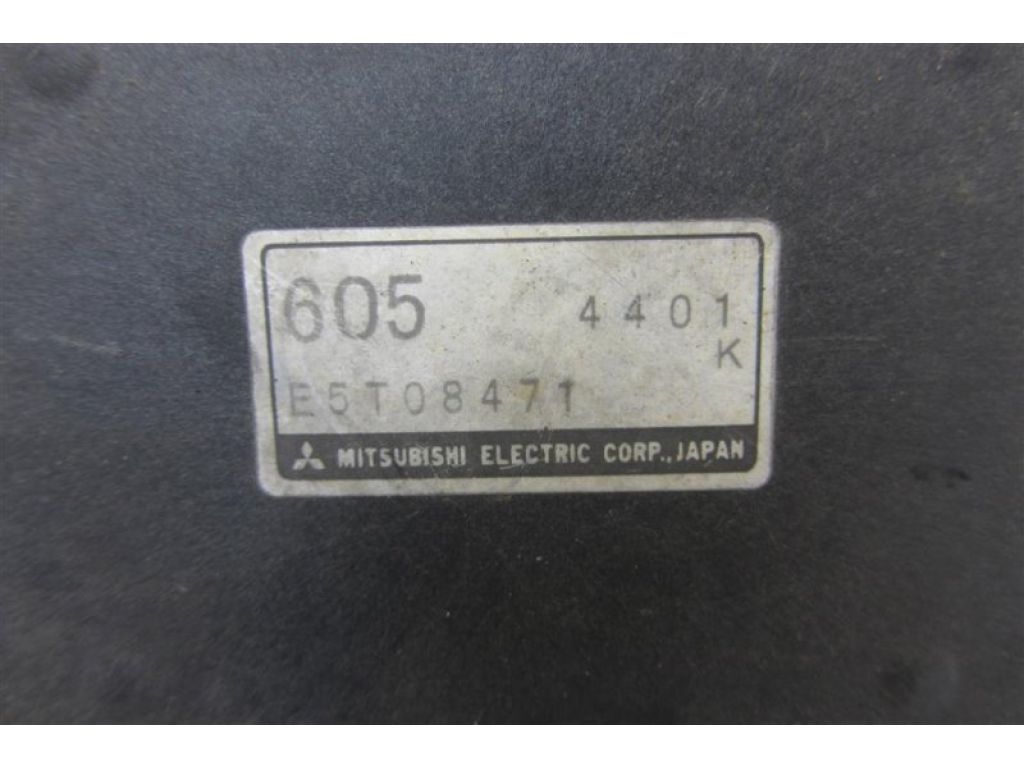 605 4401
K
E5T08471
MITSUBISHI ELECTRIC CORP., JAPAN